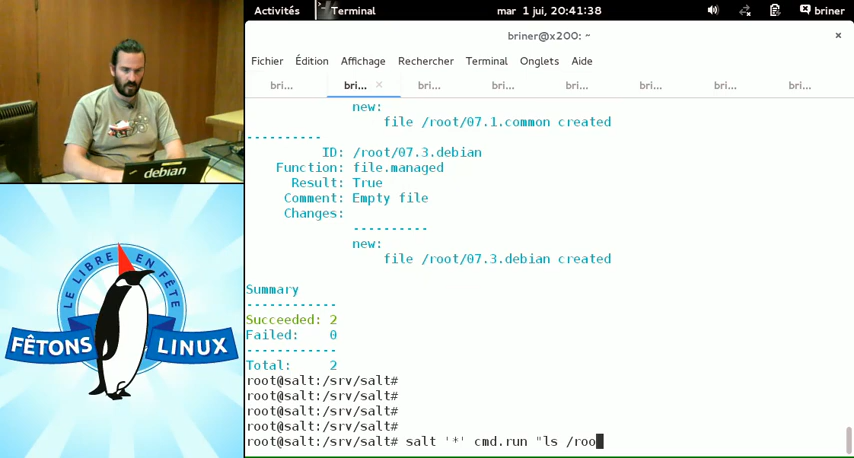 Activités
Terminal
mar 1 jui, 20:41:38
briner
briner@x200: ~
×
Fichier Édition Affichage Rechercher Terminal Onglets Aide
bri... bri... × bri... bri... bri... bri... bri... bri...
new:
file /root/07.1.common created
----------
ID: /root/07.3.debian
Function: file.managed
Result: True
Comment: Empty file
Changes:
----------
new:
file /root/07.3.debian created
Summary
------------
Succeeded: 2
Failed: 0
------------
Total: 2
root@salt:/srv/salt#
root@salt:/srv/salt#
root@salt:/srv/salt#
root@salt:/srv/salt#
root@salt:/srv/salt# salt '*' cmd.run "ls /roo
debian
LE LIBRE EN FÊTE
FÊTONS LINUX